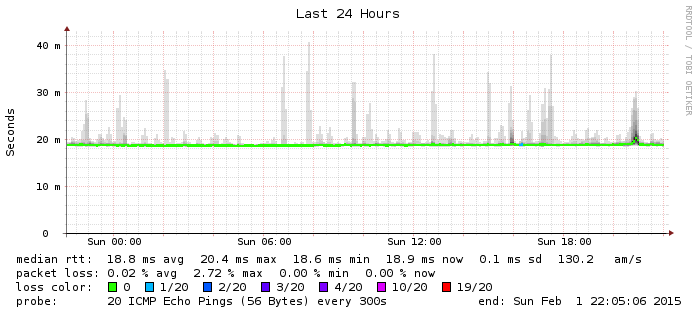 Last 24 Hours
RRDTOOL / TOBI OETIKER
Seconds
40 m
30 m
20 m
10 m
0
Sun 00:00 Sun 06:00 Sun 12:00 Sun 18:00
median rtt: 18.8 ms avg 20.4 ms max 18.6 ms min 18.9 ms now 0.1 ms sd 130.2 am/s
packet loss: 0.02 % avg 2.72 % max 0.00 % min 0.00 % now
loss color: 0 1/20 2/20 3/20 4/20 10/20 19/20
probe: 20 ICMP Echo Pings (56 Bytes) every 300s end: Sun Feb 1 22:05:06 2015